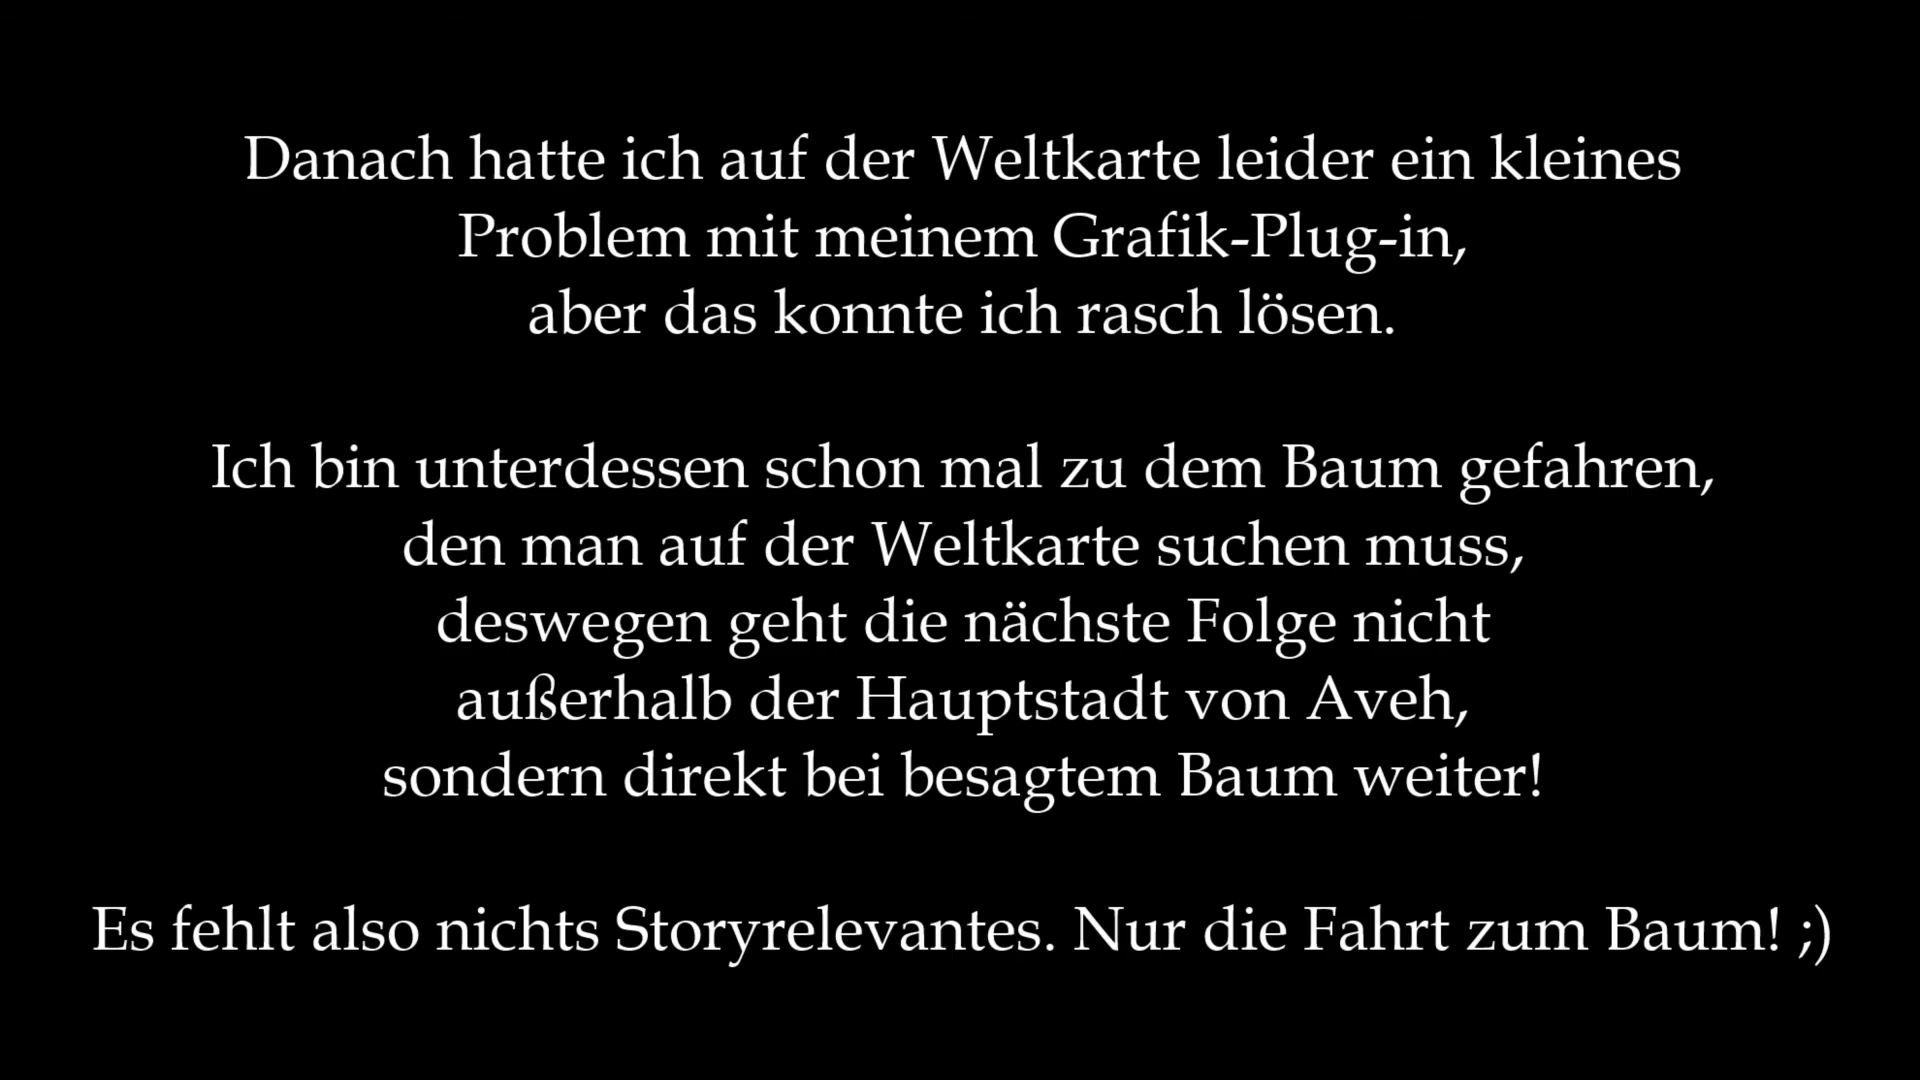 Danach hatte ich auf der Weltkarte leider ein kleines
Problem mit meinem Grafik-Plug-in,
aber das konnte ich rasch lösen.
Ich bin unterdessen schon mal zu dem Baum gefahren,
den man auf der Weltkarte suchen muss,
deswegen geht die nächste Folge nicht
außerhalb der Hauptstadt von Aveh,
sondern direkt bei besagtem Baum weiter!
Es fehlt also nichts Storyrelevantes. Nur die Fahrt zum Baum! ;)